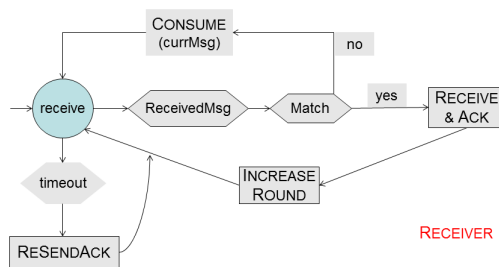 CONSUME
(currMsg)
no
receive
ReceivedMsg
Match
yes
RECEIVE
& ACK
timeout
INCREASE
ROUND
RESENDACK
RECEIVER